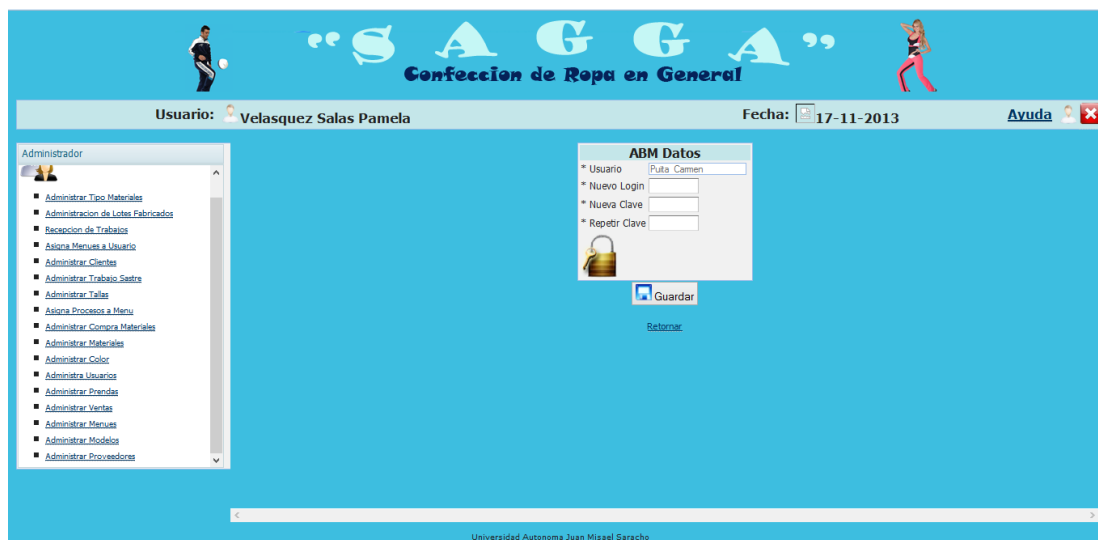 “S A G G A”
Confeccion de Ropa en General
Usuario: Velasquez Salas Pamela Fecha: 17-11-2013 Ayuda
Administrador
Administrar Tipo Materiales
Administracion de Lotes Fabricados
Recepcion de Trabajos
Asigna Menues a Usuario
Administrar Clientes
Administrar Trabajo Sastre
Administrar Tallas
Asigna Procesos a Menu
Administrar Compra Materiales
Administrar Materiales
Administrar Color
Administra Usuarios
Administrar Prendas
Administrar Ventas
Administrar Menues
Administrar Modelos
Administrar Proveedores
ABM Datos
* Usuario Puita Carmen
* Nuevo Login
* Nueva Clave
* Repetir Clave
Guardar
Retornar
Universidad Autonoma Juan Misael Saracho